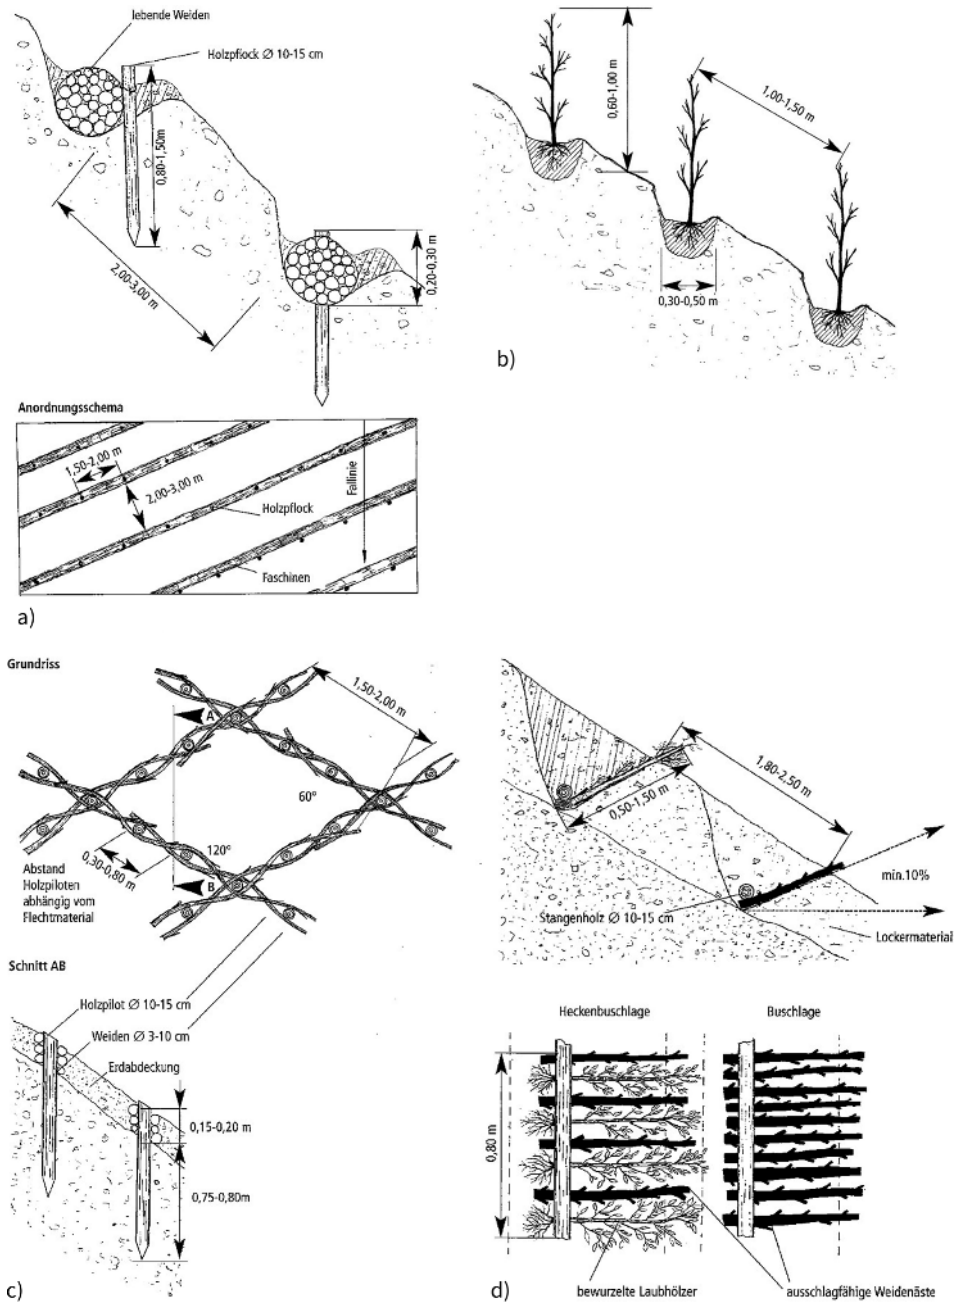 lebende Weiden
Holzpflock Ø 10-15 cm
0,80-1,50m
2,00-3,00 m
0,20-0,30 m
Anordnungsschema
1,50-2,00 m
2,00-3,00 m
Holzpflock
Faschinen
Fallinie
a)
0,60-1,00 m
1,00-1,50 m
0,30-0,50 m
b)
Grundriss
1,50-2,00 m
A
60°
120°
B
0,30-0,80 m
Abstand
Holzpiloten
abhängig vom
Flechtmaterial
Schnitt AB
Holzpilot Ø 10-15 cm
Weiden Ø 3-10 cm
Erdabdeckung
0,15-0,20 m
0,75-0,80m
c)
1,80-2,50 m
0,50-1,50 m
min.10%
Stangenholz Ø 10-15 cm
Lockermaterial
Heckenbuschlage
Buschlage
0,80 m
bewurzelte Laubhölzer
ausschlagfähige Weidenäste
d)